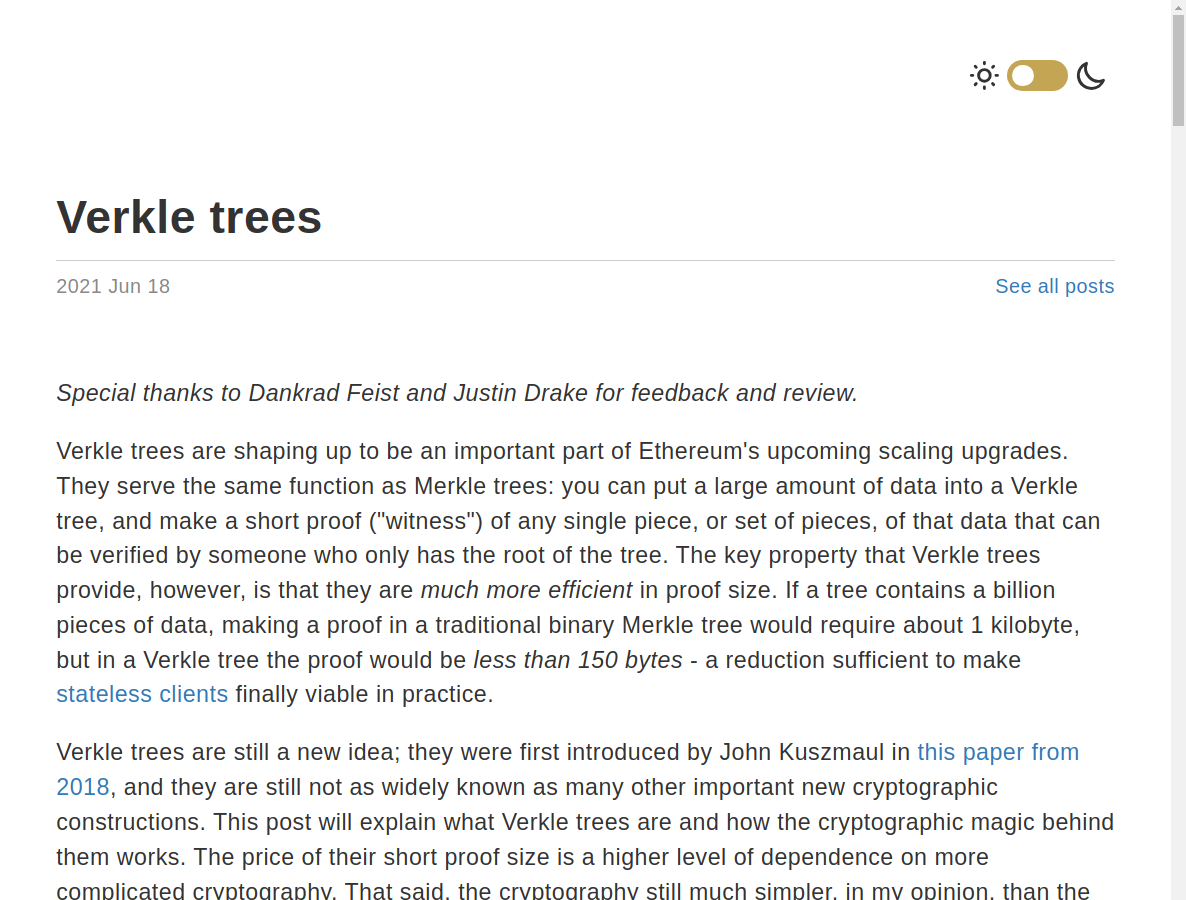 Verkle trees
2021 Jun 18
See all posts
Special thanks to Dankrad Feist and Justin Drake for feedback and review.
Verkle trees are shaping up to be an important part of Ethereum's upcoming scaling upgrades.
They serve the same function as Merkle trees: you can put a large amount of data into a Verkle
tree, and make a short proof ("witness") of any single piece, or set of pieces, of that data that can
be verified by someone who only has the root of the tree. The key property that Verkle trees
provide, however, is that they are much more efficient in proof size. If a tree contains a billion
pieces of data, making a proof in a traditional binary Merkle tree would require about 1 kilobyte,
but in a Verkle tree the proof would be less than 150 bytes - a reduction sufficient to make
stateless clients finally viable in practice.
Verkle trees are still a new idea; they were first introduced by John Kuszmaul in this paper from
2018, and they are still not as widely known as many other important new cryptographic
constructions. This post will explain what Verkle trees are and how the cryptographic magic behind
them works. The price of their short proof size is a higher level of dependence on more
complicated cryptography. That said, the cryptography still much simpler, in my opinion, than the